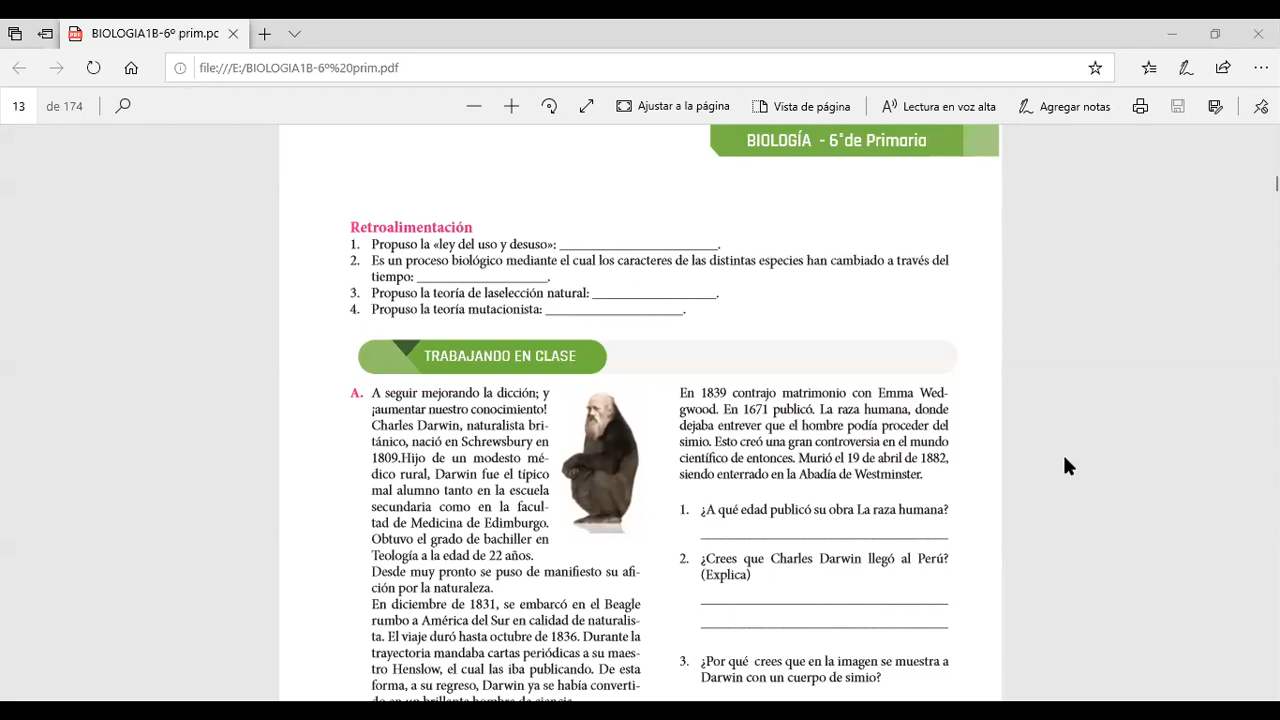 BIOLOGIA1B-6º prim.pc
file:///E:/BIOLOGIA1B-6º%20prim.pdf
13 de 174
Ajustar a la página
Vista de página
Lectura en voz alta
Agregar notas
BIOLOGÍA - 6°de Primaria
Retroalimentación
1. Propuso la «ley del uso y desuso»: ______________________.
2. Es un proceso biológico mediante el cual los caracteres de las distintas especies han cambiado a través del
tiempo: __________________.
3. Propuso la teoría de laselección natural: _________________.
4. Propuso la teoría mutacionista: ___________________.
TRABAJANDO EN CLASE
A. A seguir mejorando la dicción; y
¡aumentar nuestro conocimiento!
Charles Darwin, naturalista bri-
tánico, nació en Schrewsbury en
1809.Hijo de un modesto mé-
dico rural, Darwin fue el típico
mal alumno tanto en la escuela
secundaria como en la facul-
tad de Medicina de Edimburgo.
Obtuvo el grado de bachiller en
Teología a la edad de 22 años.
Desde muy pronto se puso de manifiesto su afi-
ción por la naturaleza.
En diciembre de 1831, se embarcó en el Beagle
rumbo a América del Sur en calidad de naturalis-
ta. El viaje duró hasta octubre de 1836. Durante la
trayectoria mandaba cartas periódicas a su maes-
tro Henslow, el cual las iba publicando. De esta
forma, a su regreso, Darwin ya se había converti-
do en un brillante hombre de ciencia.
En 1839 contrajo matrimonio con Emma Wed-
gwood. En 1671 publicó. La raza humana, donde
dejaba entrever que el hombre podía proceder del
simio. Esto creó una gran controversia en el mundo
científico de entonces. Murió el 19 de abril de 1882,
siendo enterrado en la Abadía de Westminster.
1. ¿A qué edad publicó su obra La raza humana?
2. ¿Crees que Charles Darwin llegó al Perú?
(Explica)
3. ¿Por qué crees que en la imagen se muestra a
Darwin con un cuerpo de simio?